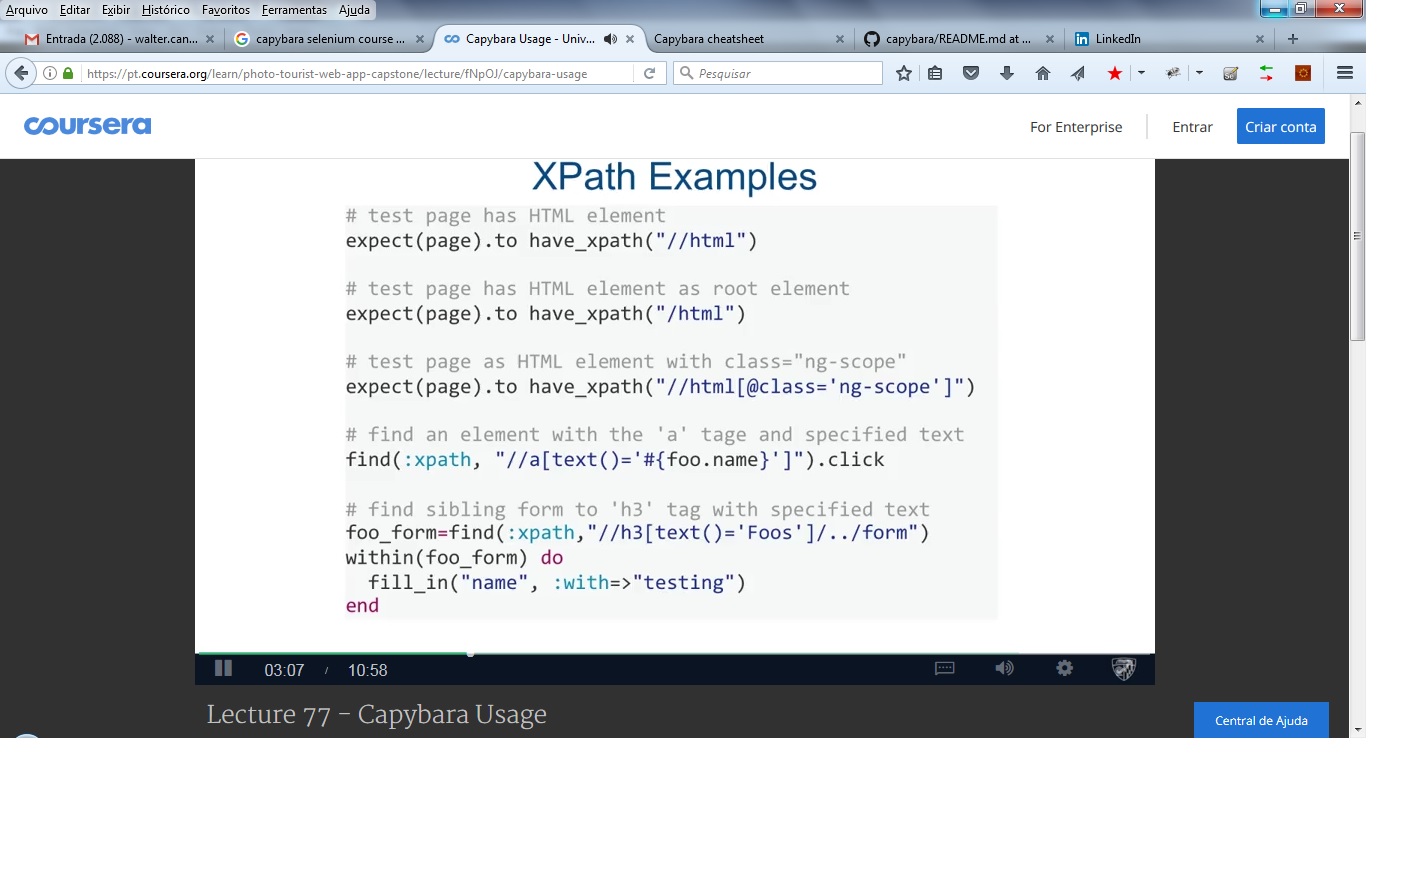 Arquivo Editar Exibir Histórico Favoritos Ferramentas Ajuda
Entrada (2.088) - walter.can... capybara selenium course ... Capybara Usage - Univ... Capybara cheatsheet capybara/README.md at ... LinkedIn
https://pt.coursera.org/learn/photo-tourist-web-app-capstone/lecture/fNpOJ/capybara-usage Pesquisar
coursera For Enterprise Entrar Criar conta
XPath Examples
# test page has HTML element
expect(page).to have_xpath("//html")
# test page has HTML element as root element
expect(page).to have_xpath("/html")
# test page as HTML element with class="ng-scope"
expect(page).to have_xpath("//html[@class='ng-scope']")
# find an element with the 'a' tage and specified text
find(:xpath, "//a[text()='#{foo.name}']").click
# find sibling form to 'h3' tag with specified text
foo_form=find(:xpath,"//h3[text()='Foos']/../form")
within(foo_form) do
fill_in("name", :with=>"testing")
end
03:07 / 10:58
Lecture 77 - Capybara Usage
Central de Ajuda